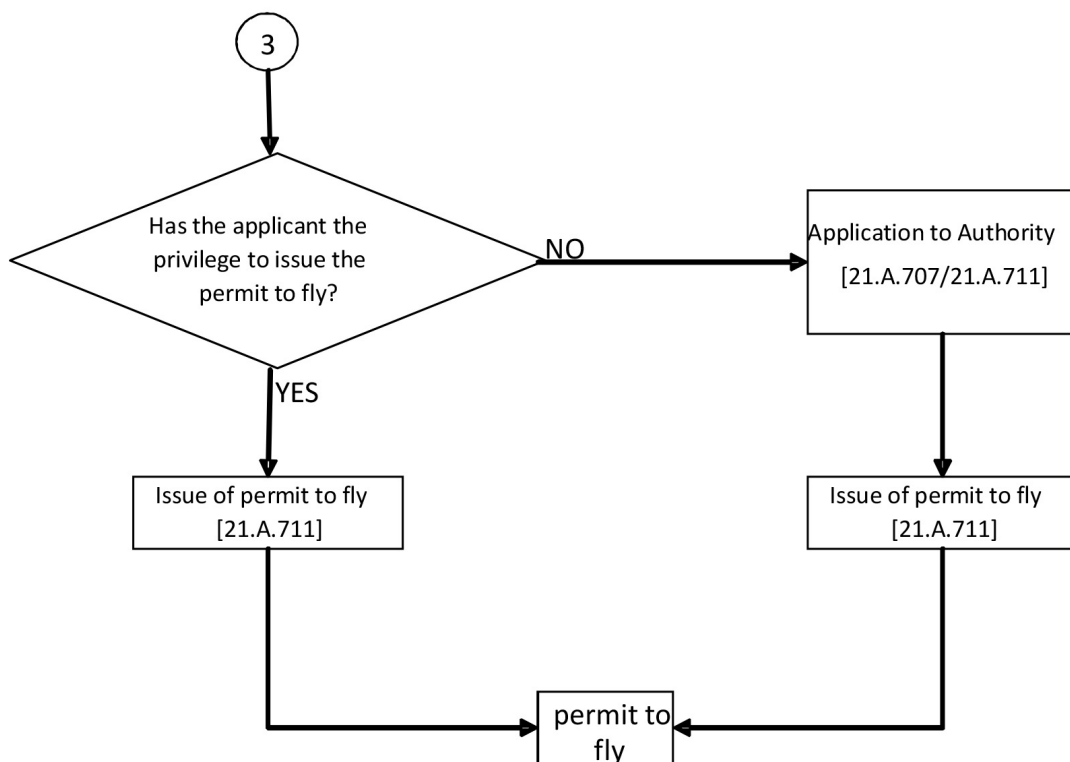 3
Has the applicant the
privilege to issue the
permit to fly?
NO
Application to Authority
[21.A.707/21.A.711]
YES
Issue of permit to fly
[21.A.711]
Issue of permit to fly
[21.A.711]
permit to
fly